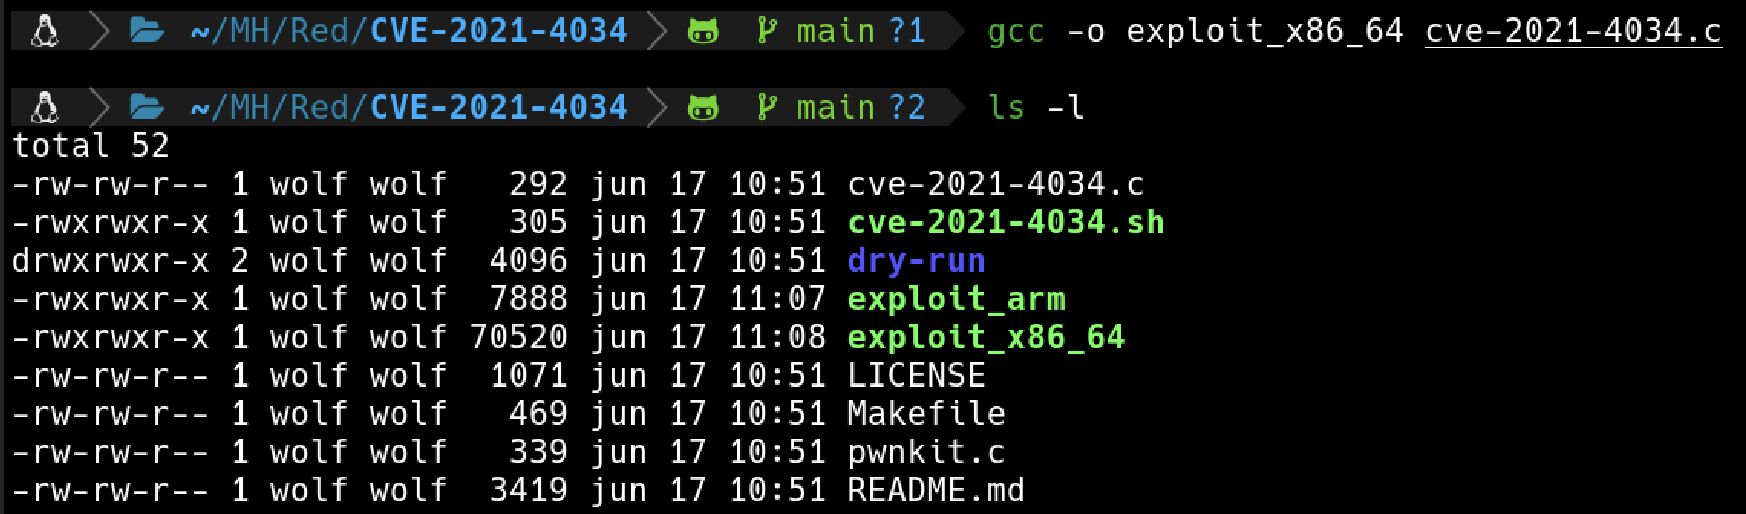 ~/MH/Red/CVE-2021-4034 main ?1 gcc -o exploit_x86_64 cve-2021-4034.c
~/MH/Red/CVE-2021-4034 main ?2 ls -l
total 52
-rw-rw-r-- 1 wolf wolf   292 jun 17 10:51 cve-2021-4034.c
-rwxrwxr-x 1 wolf wolf   305 jun 17 10:51 cve-2021-4034.sh
drwxrwxr-x 2 wolf wolf  4096 jun 17 10:51 dry-run
-rwxrwxr-x 1 wolf wolf  7888 jun 17 11:07 exploit_arm
-rwxrwxr-x 1 wolf wolf 70520 jun 17 11:08 exploit_x86_64
-rw-rw-r-- 1 wolf wolf  1071 jun 17 10:51 LICENSE
-rw-rw-r-- 1 wolf wolf   469 jun 17 10:51 Makefile
-rw-rw-r-- 1 wolf wolf   339 jun 17 10:51 pwnkit.c
-rw-rw-r-- 1 wolf wolf  3419 jun 17 10:51 README.md